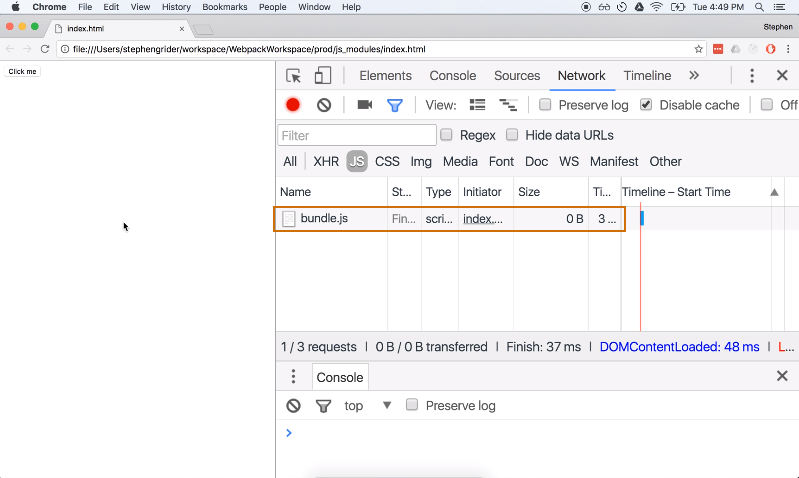 Chrome File Edit View History Bookmarks People Window Help Tue 4:49 PM
index.html Stephen
file:///Users/stephengrider/workspace/WebpackWorkspace/prod/js_modules/index.html
Click me
Elements Console Sources Network Timeline »
View: Preserve log Disable cache Off
Filter Regex Hide data URLs
All XHR JS CSS Img Media Font Doc WS Manifest Other
Name St... Type Initiator Size Ti... Timeline – Start Time
bundle.js Fin... scri... index.... 0 B 3 ...
1 / 3 requests | 0 B / 0 B transferred | Finish: 37 ms | DOMContentLoaded: 48 ms | L...
Console
top Preserve log